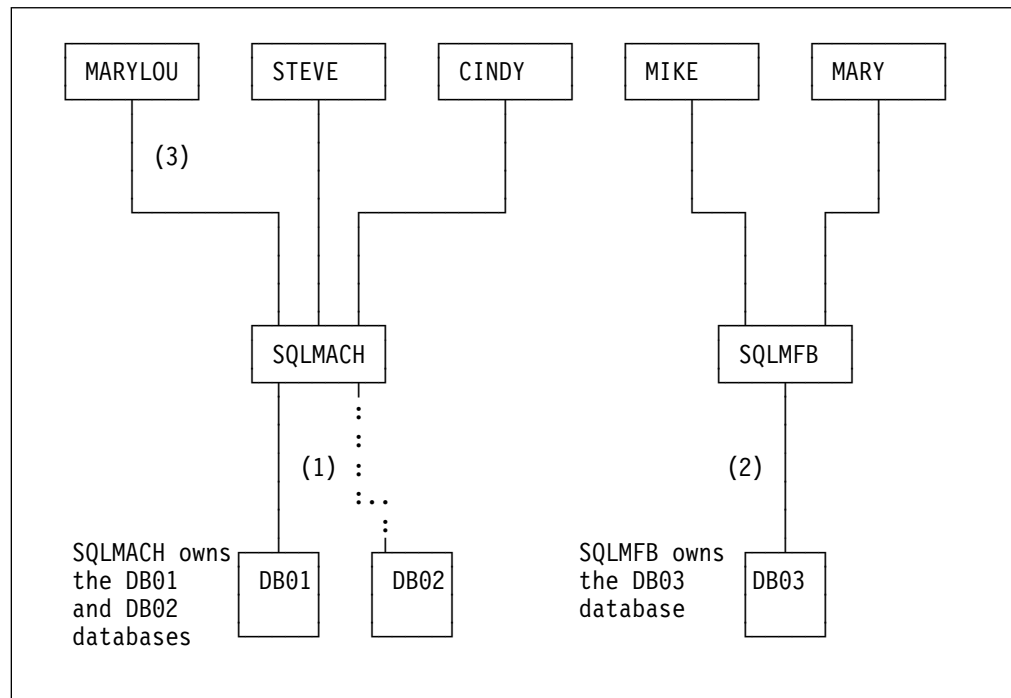 MARYLOU
STEVE
CINDY
MIKE
MARY
(3)
SQLMACH
SQLMFB
(1)
(2)
SQLMACH owns
the DB01
and DB02
databases
DB01
DB02
SQLMFB owns
the DB03
database
DB03